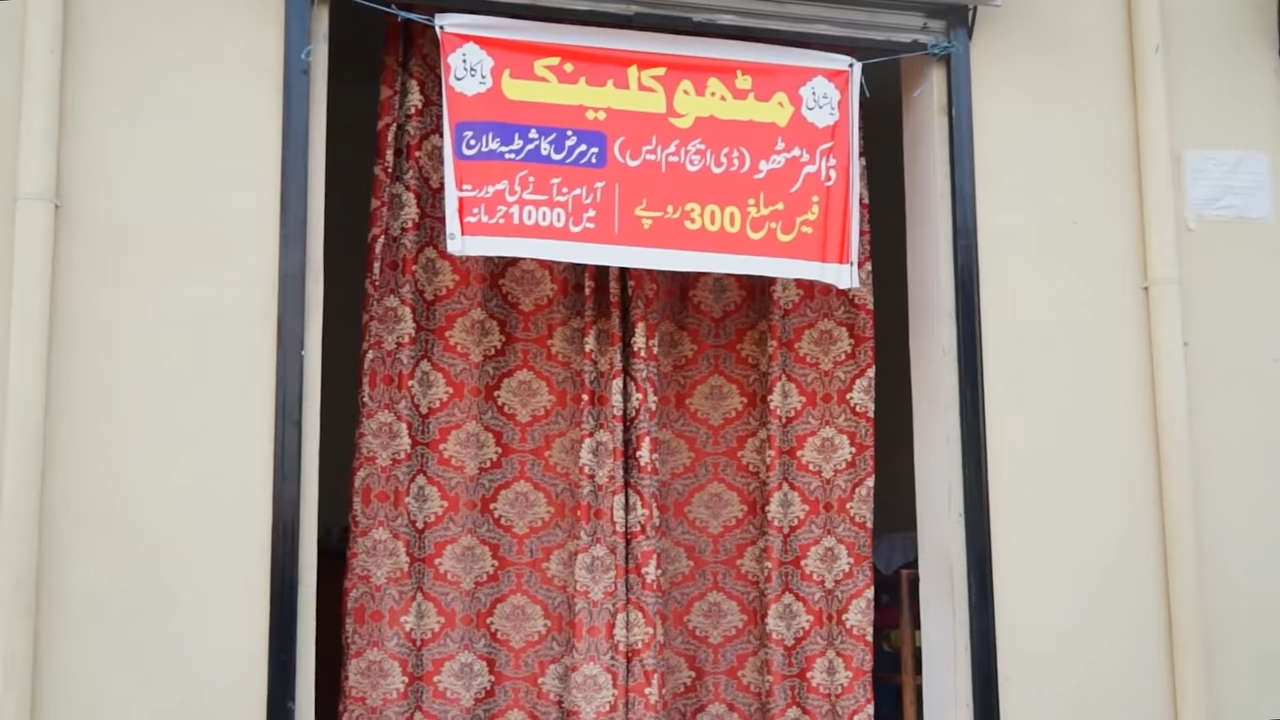 یا شافی
مٹھو کلینک
یا کافی
ڈاکٹر مٹھو (ڈی ایچ ایم ایس)
ہر مرض کا شرطیہ علاج
فیس مبلغ 300 روپے
آرام نہ آنے کی صورت
میں 1000 جرمانہ